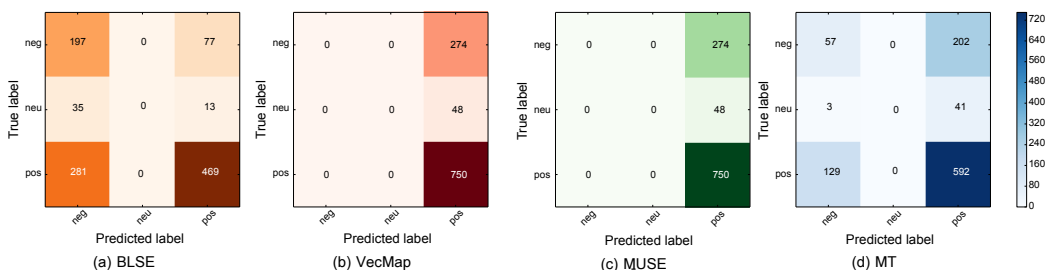 neg 197 0 77
neu 35 0 13
pos 281 0 469
neg neu pos
True label
Predicted label
(a) BLSE
neg 0 0 274
neu 0 0 48
pos 0 0 750
neg neu pos
True label
Predicted label
(b) VecMap
neg 0 0 274
neu 0 0 48
pos 0 0 750
neg neu pos
True label
Predicted label
(c) MUSE
neg 57 0 202
neu 3 0 41
pos 129 0 592
neg neu pos
True label
Predicted label
(d) MT
720
640
560
480
400
320
240
160
80
0